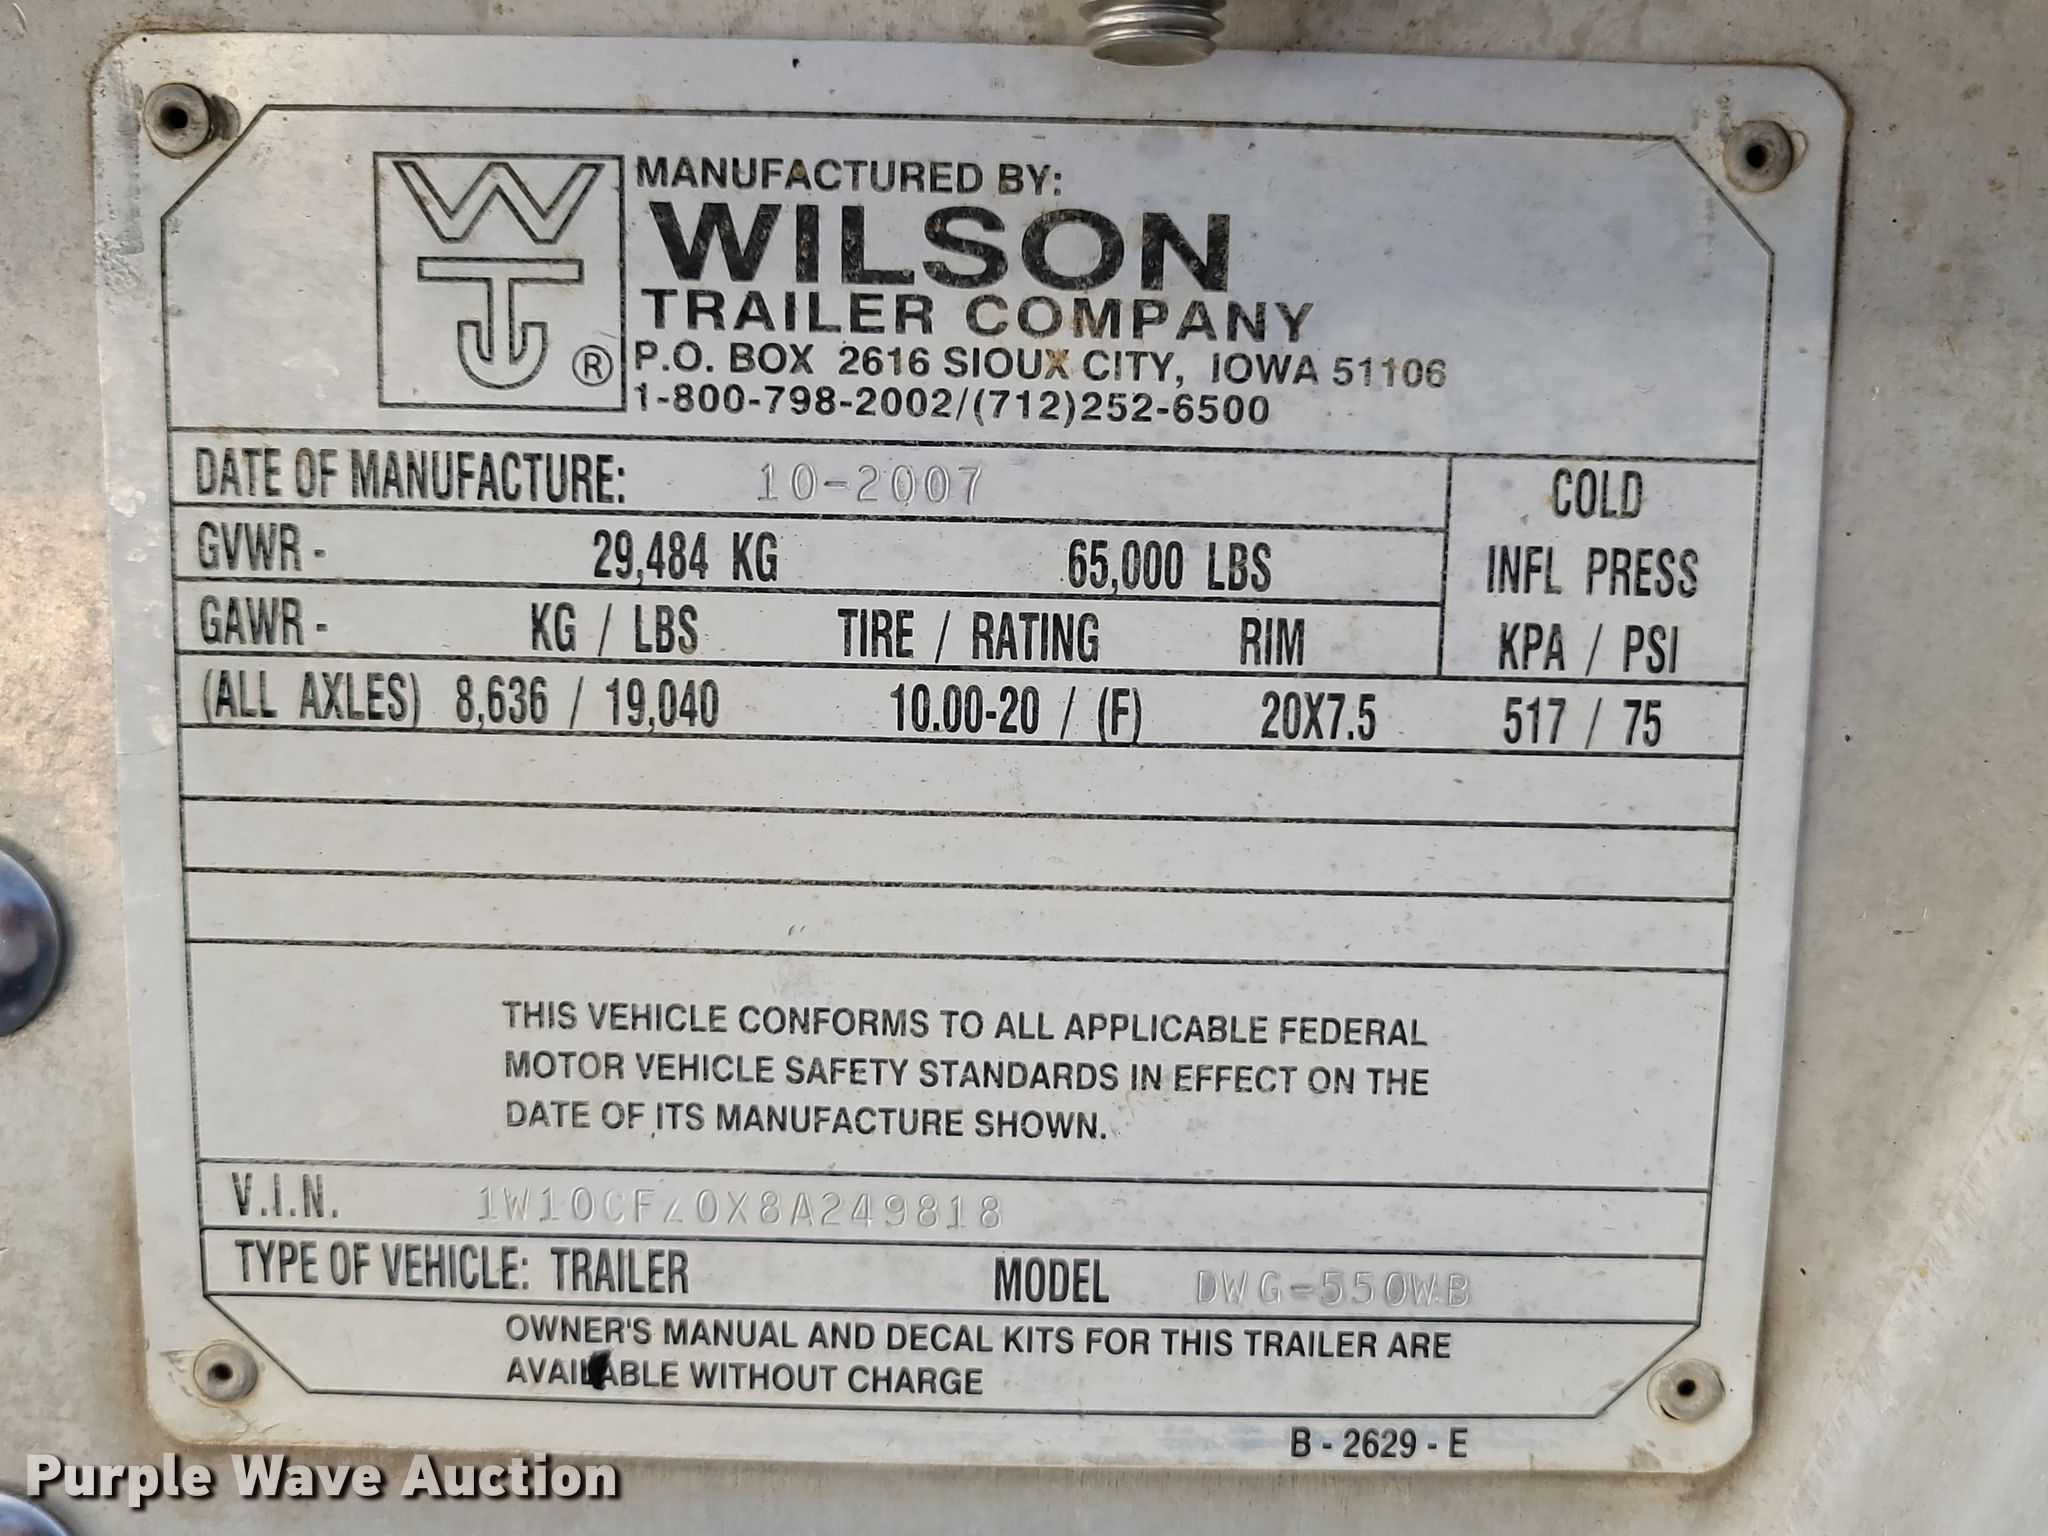 MANUFACTURED BY:
WILSON
TRAILER COMPANY
P.O. BOX 2616 SIOUX CITY, IOWA 51106
1-800-798-2002/(712)252-6500
WTJ ®
DATE OF MANUFACTURE: 10-2007
GVWR - 29,484 KG 65,000 LBS
COLD
INFL PRESS
GAWR - KG / LBS TIRE / RATING RIM KPA / PSI
(ALL AXLES) 8,636 / 19,040 10.00-20 / (F) 20X7.5 517 / 75
THIS VEHICLE CONFORMS TO ALL APPLICABLE FEDERAL
MOTOR VEHICLE SAFETY STANDARDS IN EFFECT ON THE
DATE OF ITS MANUFACTURE SHOWN.
V.I.N. 1W10CFZ0X8A249818
TYPE OF VEHICLE: TRAILER MODEL DWG-550WB
OWNER'S MANUAL AND DECAL KITS FOR THIS TRAILER ARE
AVAILABLE WITHOUT CHARGE
B - 2629 - E
Purple Wave Auction